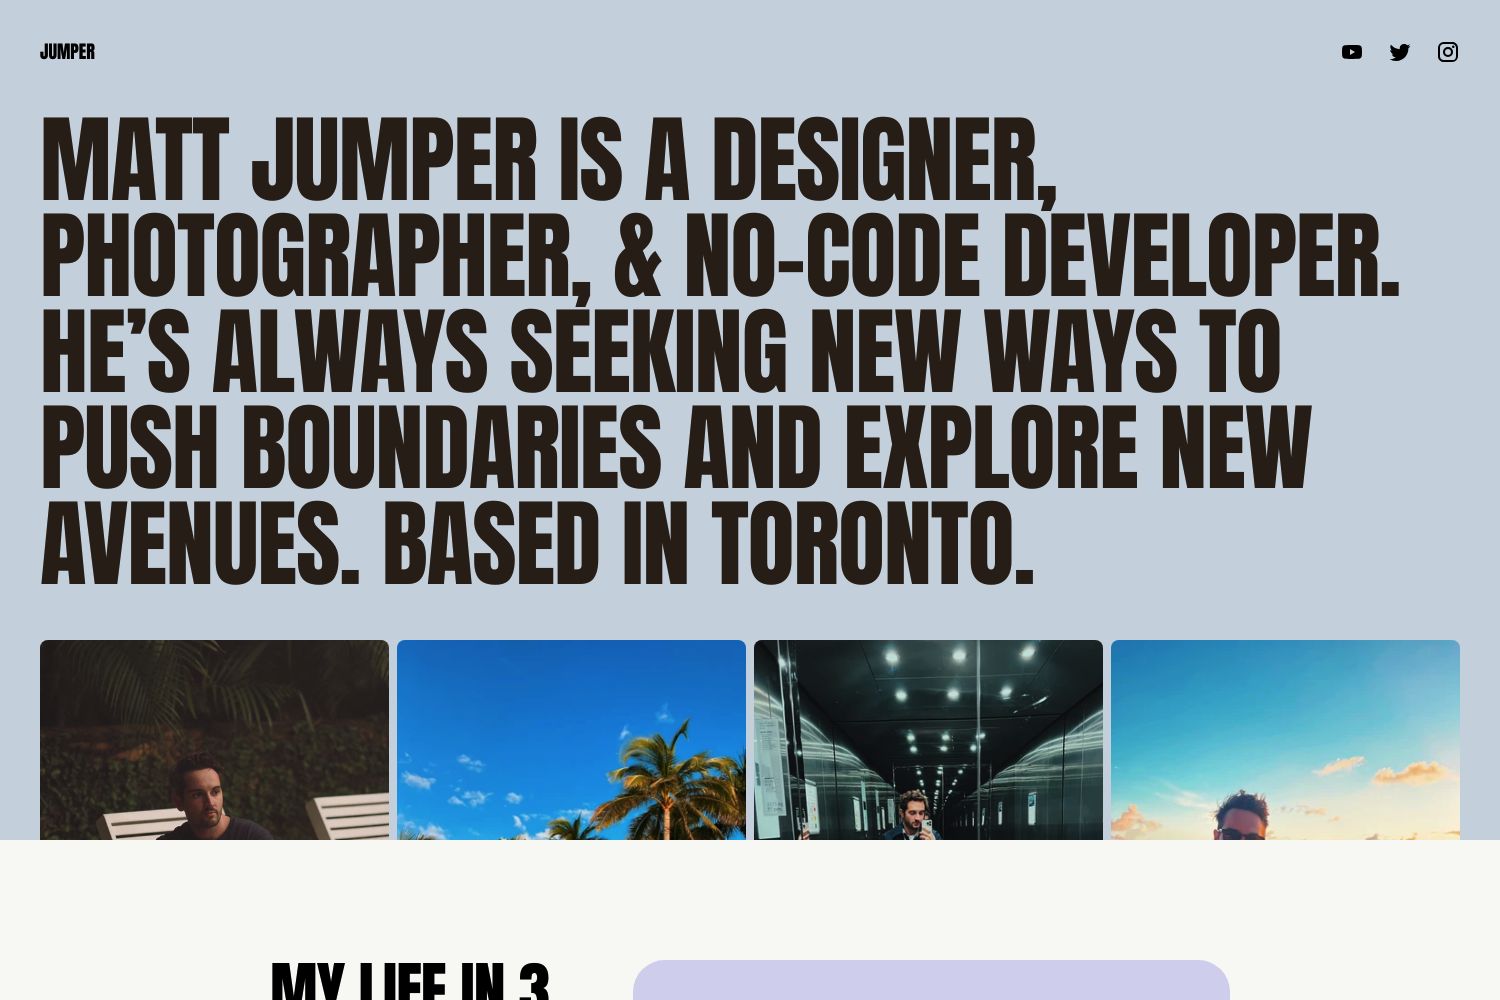 JUMPER
MATT JUMPER IS A DESIGNER,
PHOTOGRAPHER, & NO-CODE DEVELOPER.
HE’S ALWAYS SEEKING NEW WAYS TO
PUSH BOUNDARIES AND EXPLORE NEW
AVENUES. BASED IN TORONTO.
MY LIFE IN 3